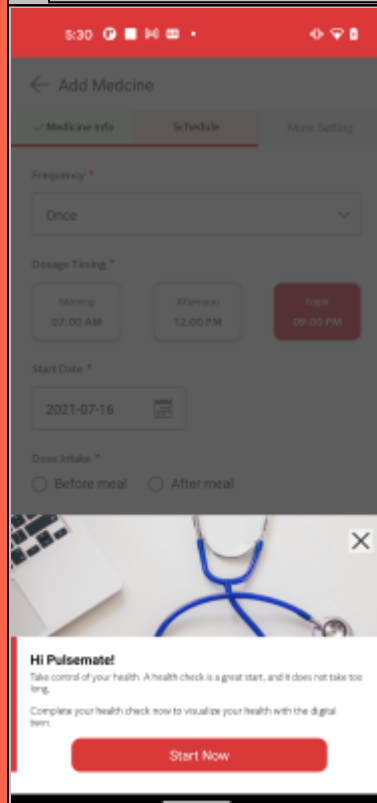 5:30
← Add Medcine
✓ Medicine Info Schedule More Setting
Frequency *
Once
Dosage Timing *
Morning Afternoon Night
07:00 AM 12:00 PM 09:00 PM
Start Date *
2021-07-16
Dose Intake *
Before meal After meal
Hi Pulsemate!
Take control of your health. A health check is a great start, and it does not take too
long.
Complete your health check now to visualize your health with the digital
twin.
Start Now